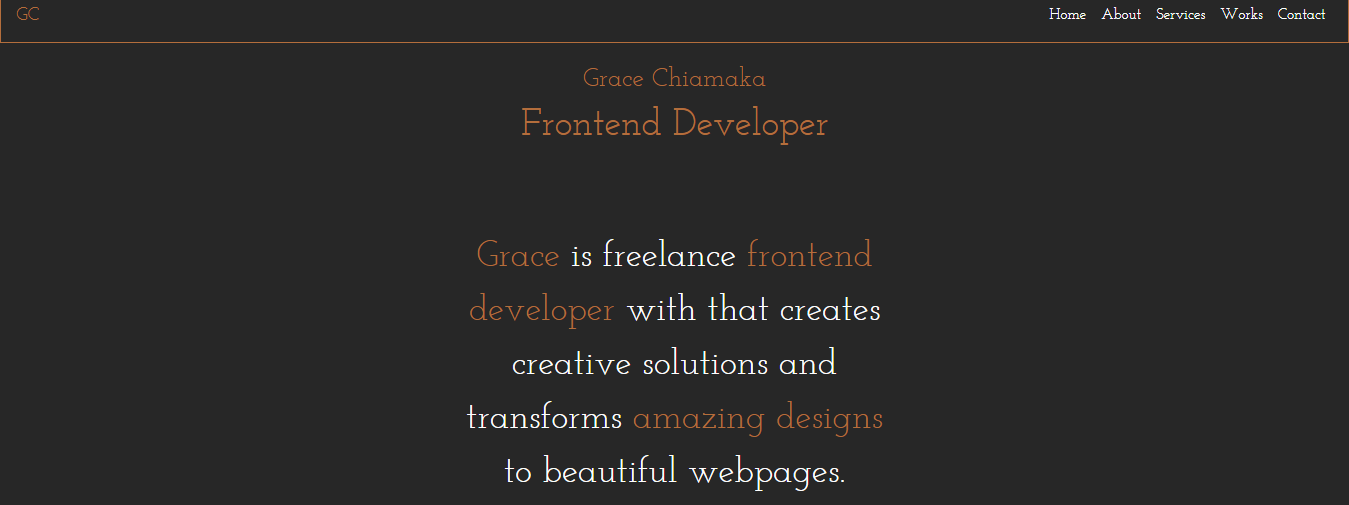 GC
Home About Services Works Contact
Grace Chiamaka
Frontend Developer
Grace is freelance frontend
developer with that creates
creative solutions and
transforms amazing designs
to beautiful webpages.